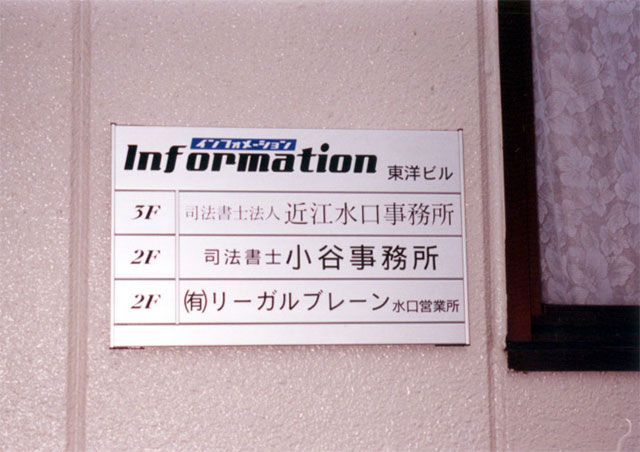 インフォメーション
Information 東洋ビル
3F 司法書士法人 近江水口事務所
2F 司法書士 小谷事務所
2F ㈲リーガルブレーン 水口営業所